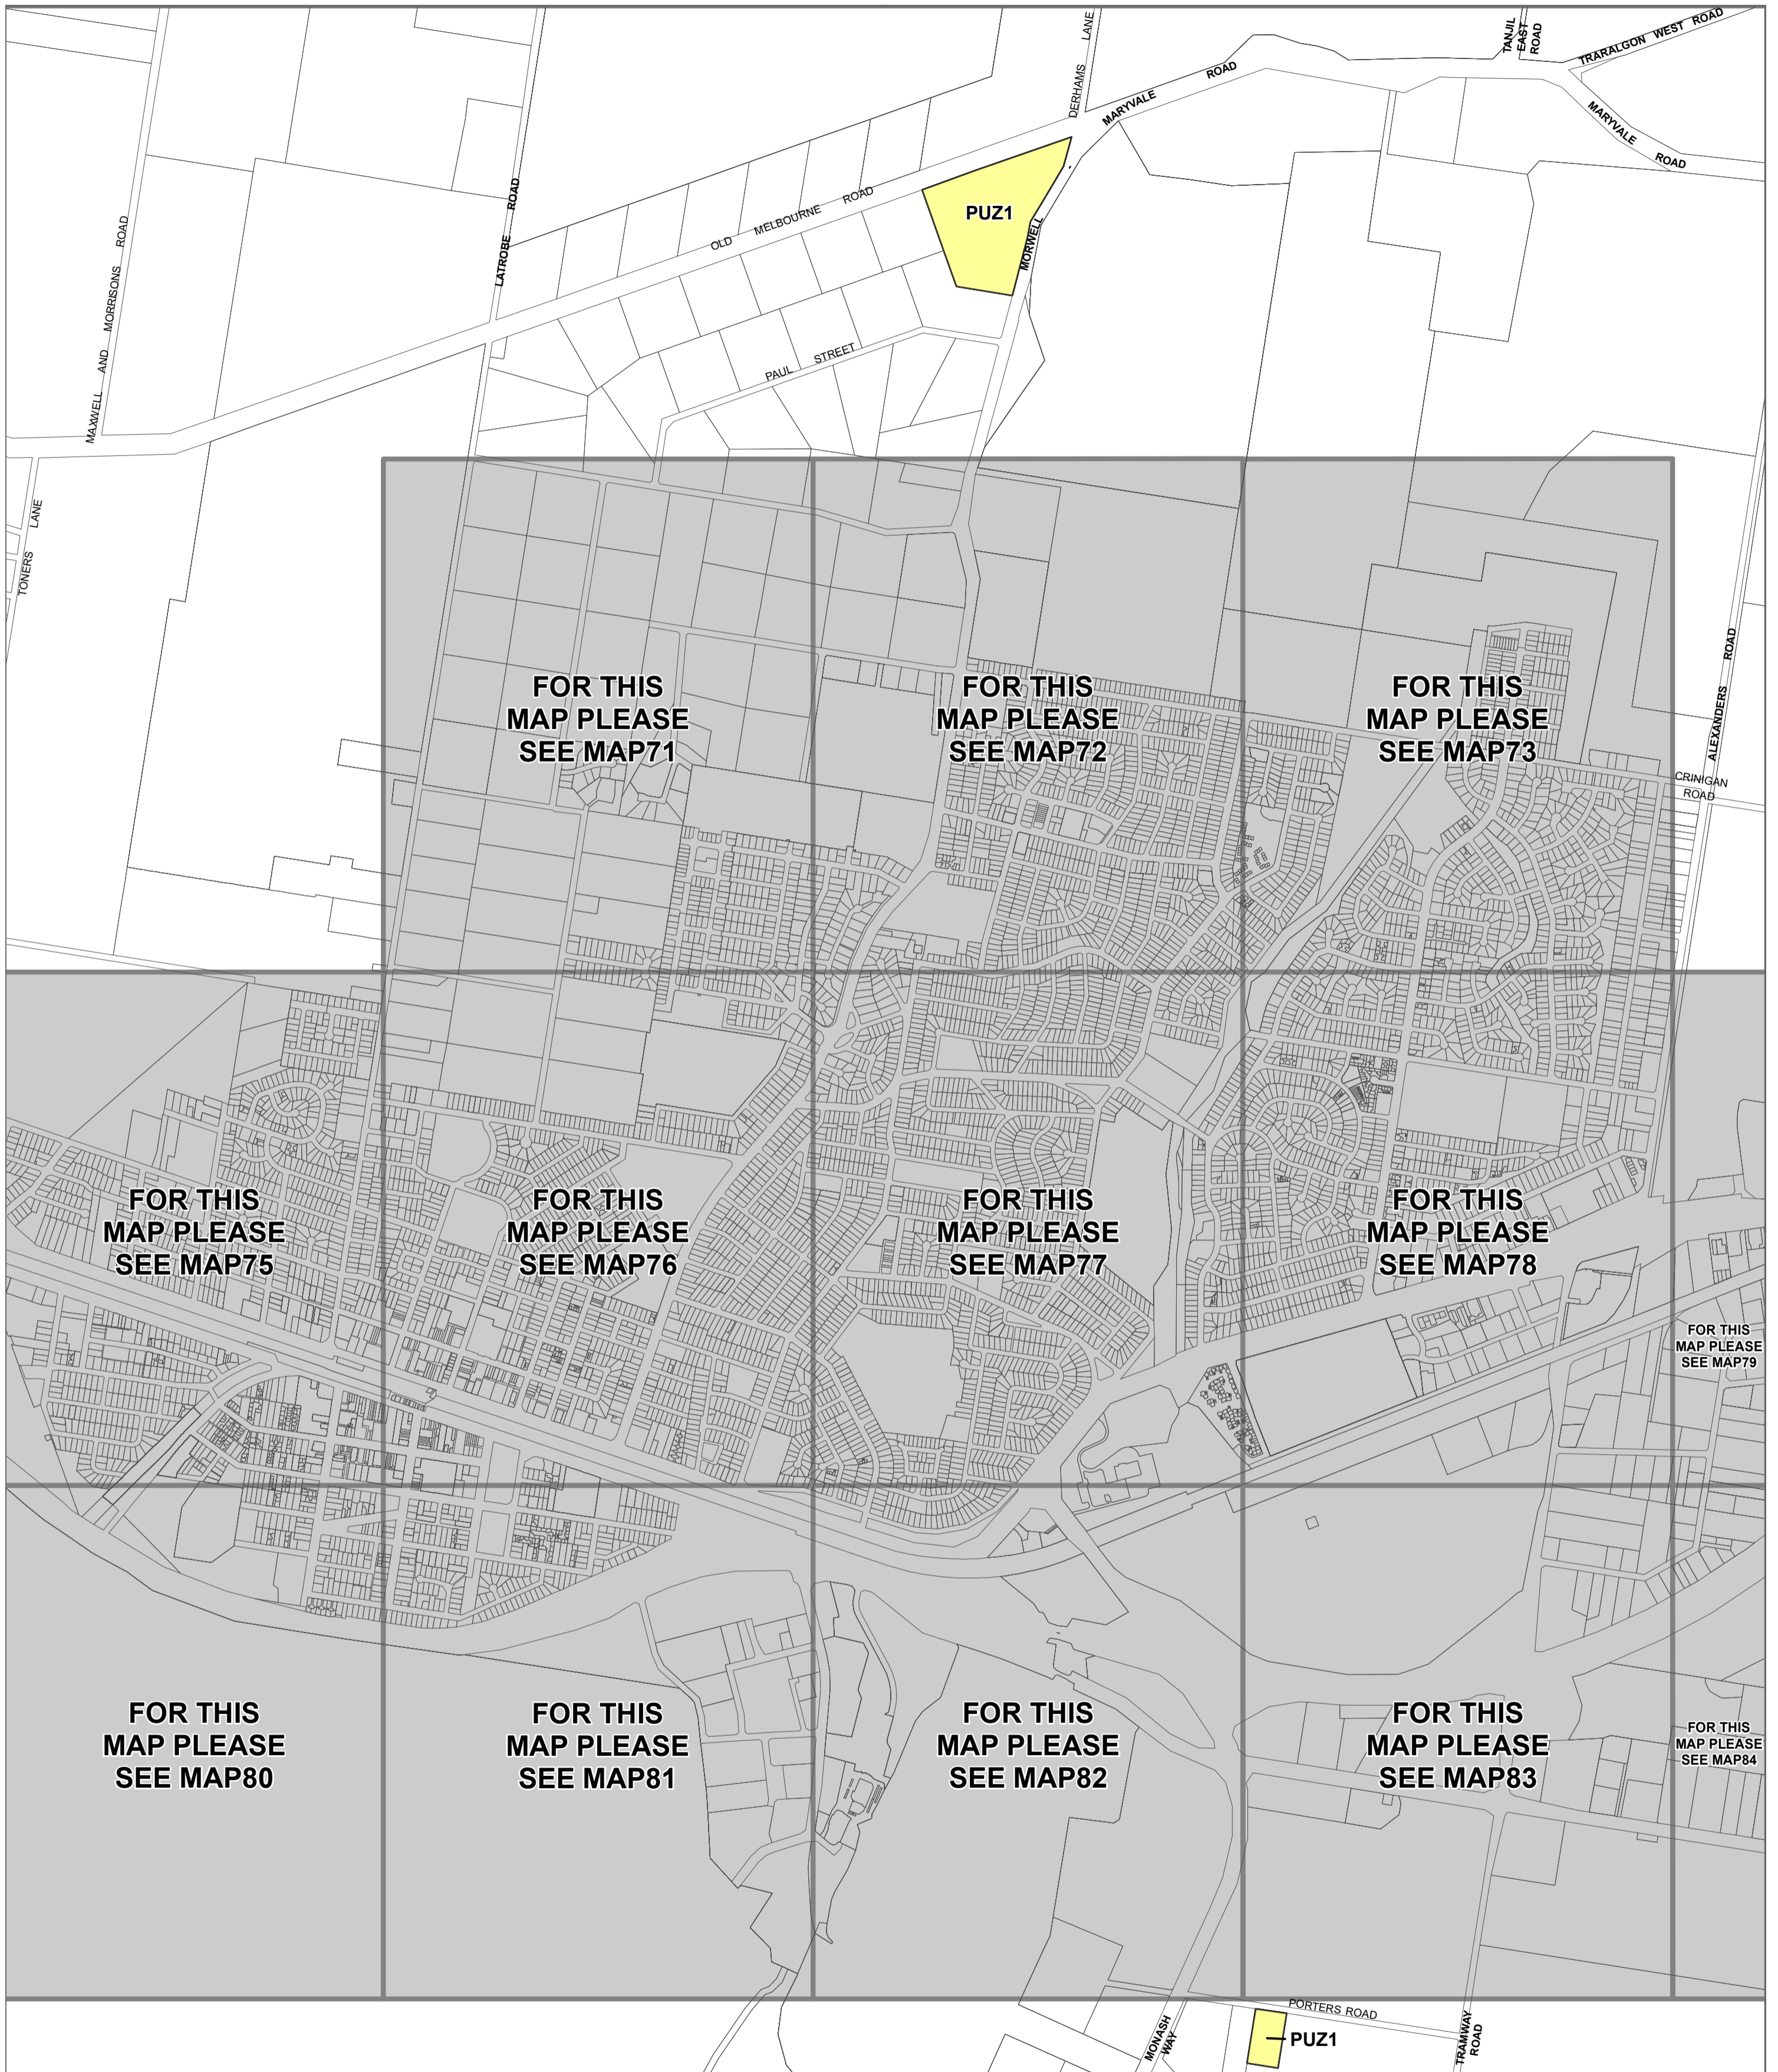 DERHAMS LANE
TANJIL
EAST
ROAD
TRARALGON WEST ROAD
MARYVALE ROAD
MARYVALE ROAD
PUZ1
MORWELL
OLD MELBOURNE ROAD
LATROBE ROAD
MAXWELL AND MORRISONS ROAD
PAUL STREET
TONERS LANE
ALEXANDERS ROAD
CRINIGAN
ROAD
FOR THIS
MAP PLEASE
SEE MAP71
FOR THIS
MAP PLEASE
SEE MAP72
FOR THIS
MAP PLEASE
SEE MAP73
FOR THIS
MAP PLEASE
SEE MAP75
FOR THIS
MAP PLEASE
SEE MAP76
FOR THIS
MAP PLEASE
SEE MAP77
FOR THIS
MAP PLEASE
SEE MAP78
FOR THIS
MAP PLEASE
SEE MAP79
FOR THIS
MAP PLEASE
SEE MAP80
FOR THIS
MAP PLEASE
SEE MAP81
FOR THIS
MAP PLEASE
SEE MAP82
FOR THIS
MAP PLEASE
SEE MAP83
FOR THIS
MAP PLEASE
SEE MAP84
PORTERS ROAD
MONASH
WAY
PUZ1
TRAMWAY
ROAD